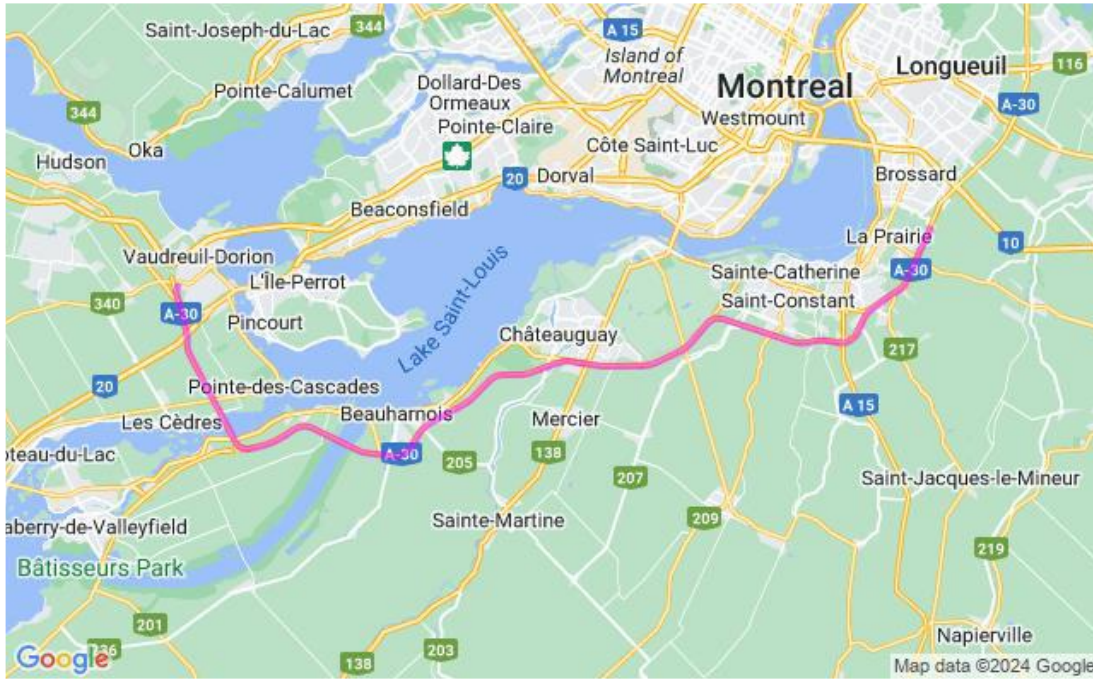 Saint-Joseph-du-Lac
344
A 15
Island of
Montreal
Longueuil
116
Pointe-Calumet
Dollard-Des
Ormeaux
Montreal
A-30
344
Pointe-Claire
Westmount
Hudson
Oka
Côte Saint-Luc
20
Dorval
Brossard
Beaconsfield
La Prairie
10
Vaudreuil-Dorion
L'Île-Perrot
Sainte-Catherine
A-30
340
A-30
Saint-Constant
Pincourt
Lake Saint-Louis
Châteauguay
217
20
Pointe-des-Cascades
A 15
Les Cèdres
Beauharnois
Mercier
oteau-du-Lac
A-30
205
138
207
Saint-Jacques-le-Mineur
aberry-de-Valleyfield
Sainte-Martine
209
219
Bâtisseurs Park
201
Napierville
236
203
138
Google
Map data ©2024 Google